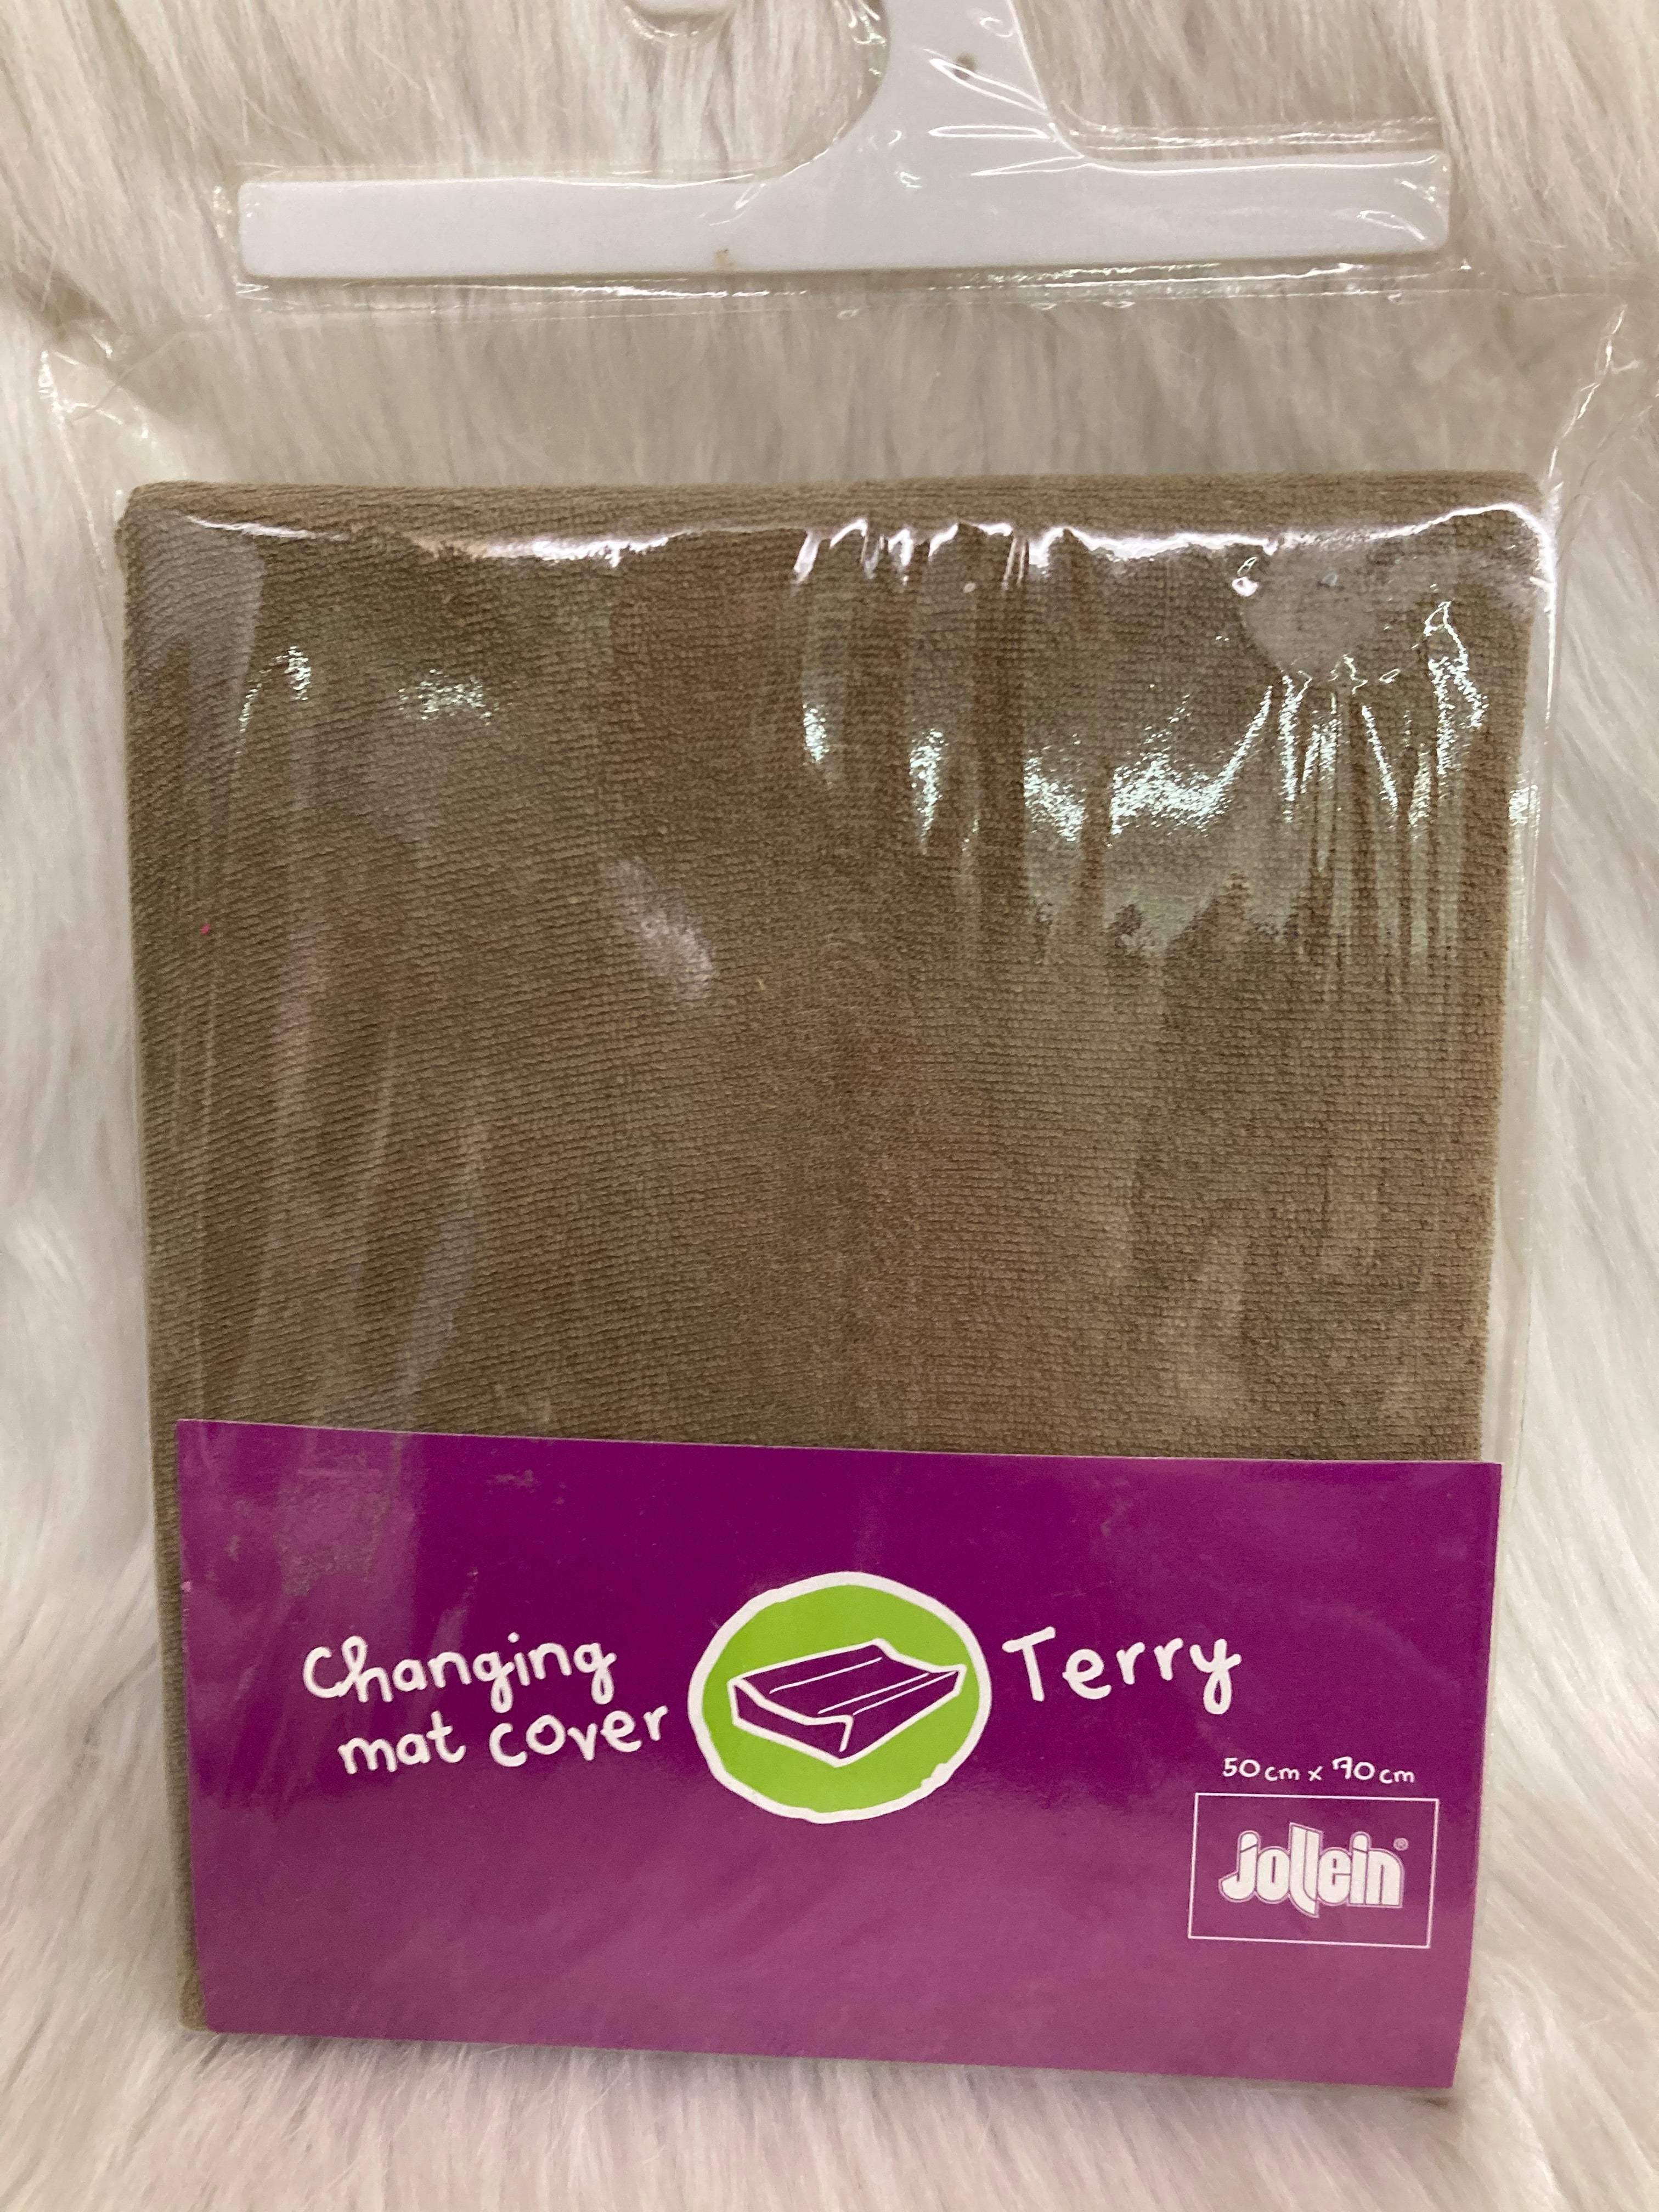 Changing
mat cover
Terry
50cm x 70cm
jollein®